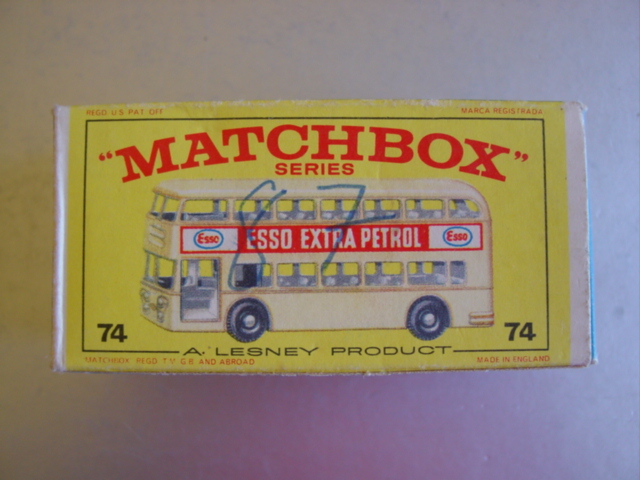 REGD U.S PAT. OFF
MARCA REGISTRADA
"MATCHBOX"
SERIES
87
Esso
ESSO EXTRA PETROL
Esso
74
74
A. LESNEY PRODUCT
MATCHBOX REGD. T.M. G.B. AND ABROAD
MADE IN ENGLAND